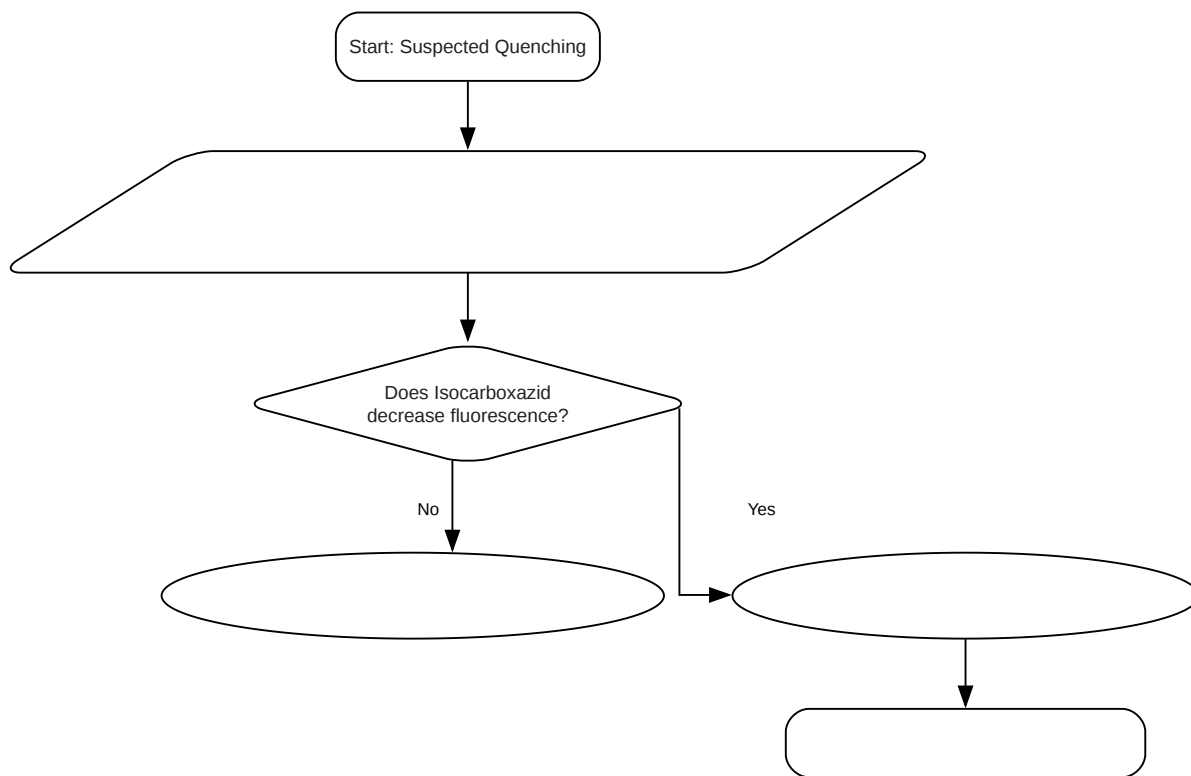 Start: Suspected Quenching
Does Isocarboxazid
decrease fluorescence?
No
Yes